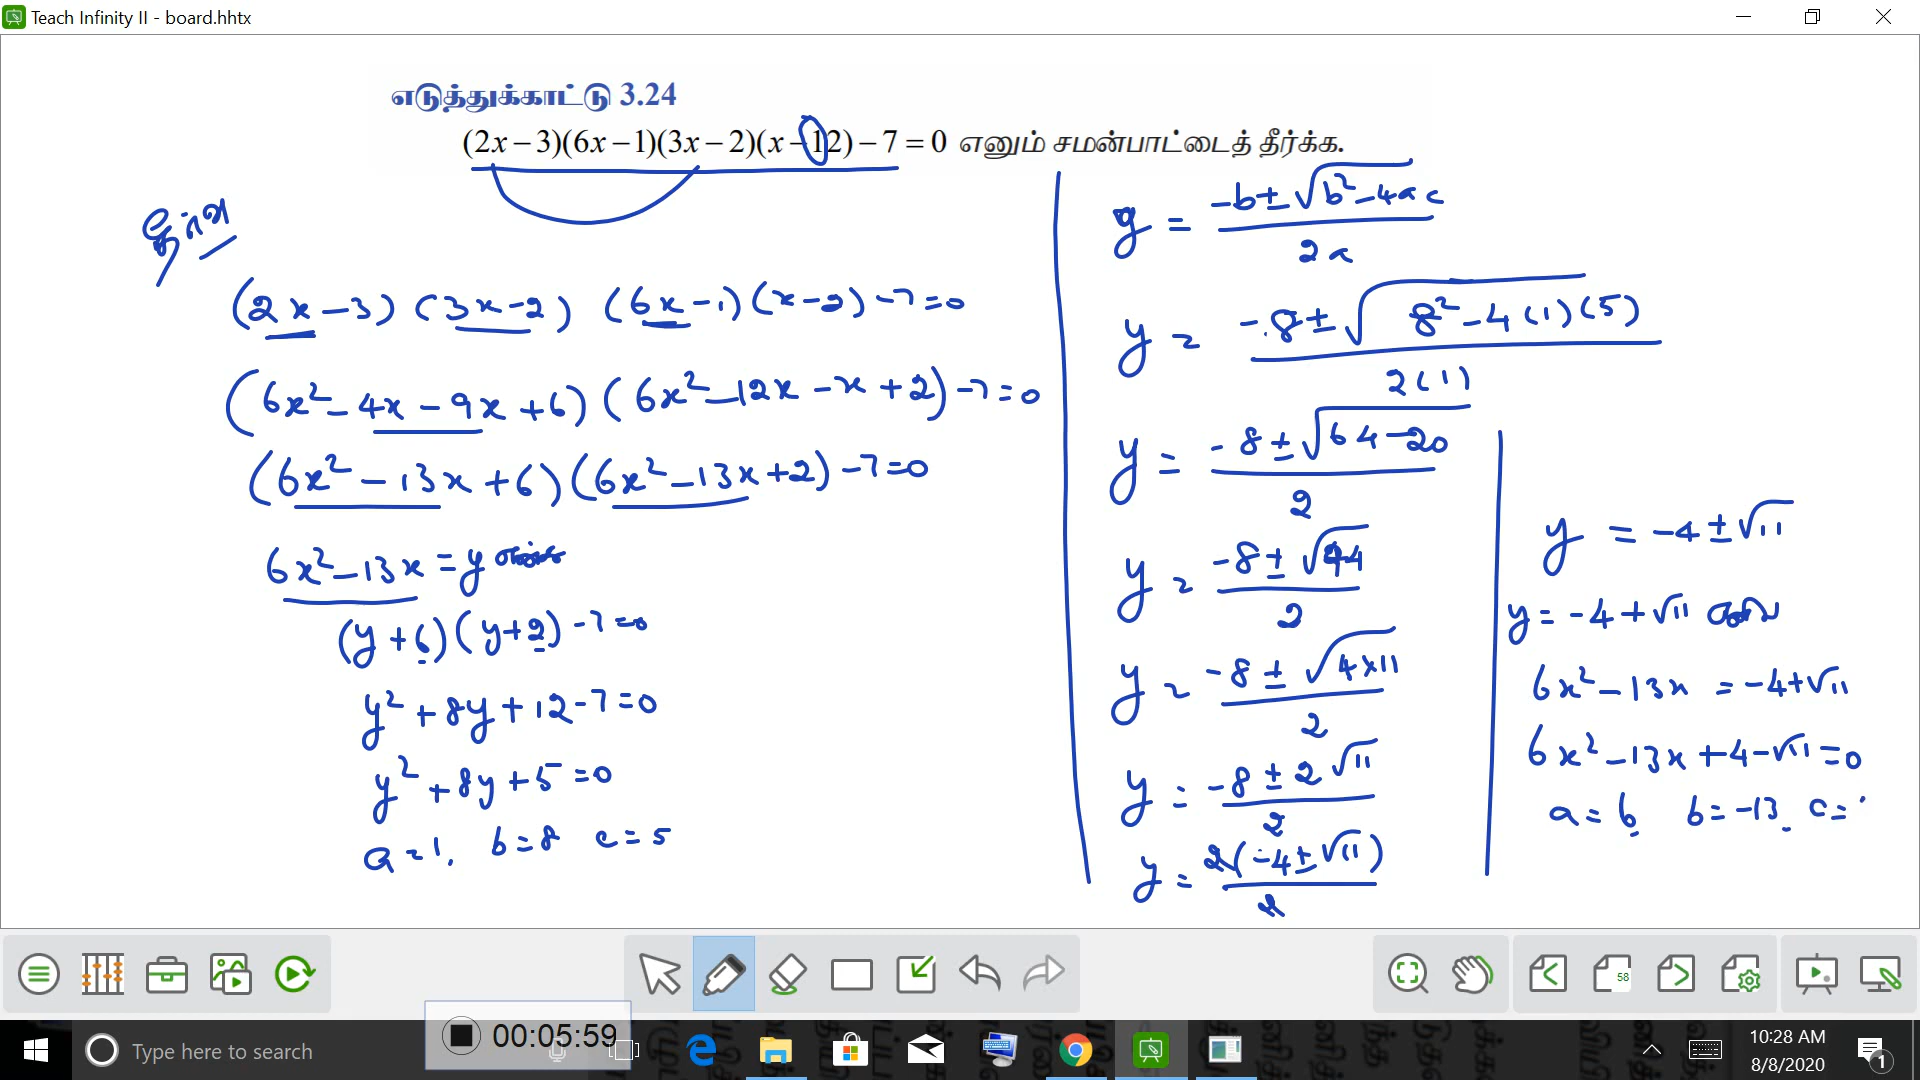 Teach Infinity II - board.hhtx
எடுத்துக்காட்டு 3.24
(2x − 3)(6x − 1)(3x − 2)(x − 12) − 7 = 0 எனும் சமன்பாட்டைத் தீர்க்க.
தீர்வு
(2x-3) (3x-2) (6x-1)(x-2) -7=0
(6x²-4x-9x+6) (6x²-12x-x+2)-7=0
(6x²-13x+6)(6x²-13x+2)-7=0
6x²-13x=y
(y+6)(y+2)-7=0
y²+8y+12-7=0
y²+8y+5=0
a=1, b=8 c=5
y = -b±√b²-4ac / 2a
y = -8±√8²-4(1)(5) / 2(1)
y = -8±√64-20 / 2
y = -8±√44 / 2
y = -8±√4×11 / 2
y = -8±2√11 / 2
y = 2(-4±√11) / 2
y = -4±√11
y = -4+√11
6x²-13x = -4+√11
6x²-13x+4-√11=0
a=6 b=-13 c=
58
00:05:59
Type here to search
10:28 AM
8/8/2020
1